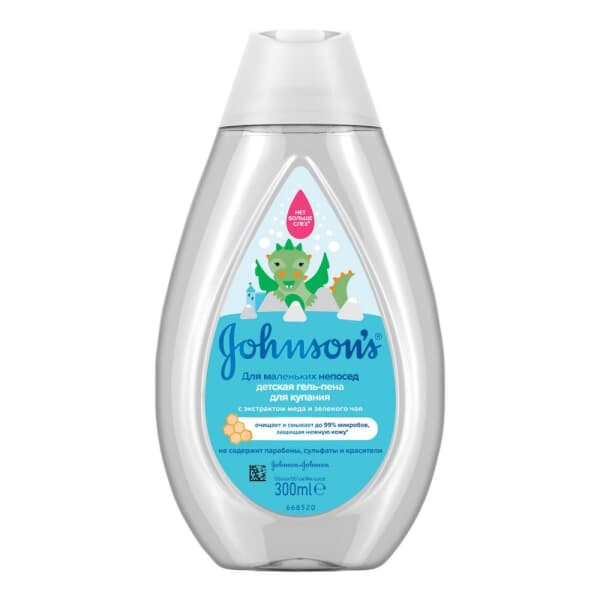 НЕТ
БОЛЬШЕ
СЛЕЗ*
Johnson's®
Для маленьких непосед
детская гель-пена
для купания
с экстрактом меда и зеленого чая
очищает и смывает до 99% микробов,
защищая нежную кожу*
не содержит парабены, сульфаты и красители
Johnson+Johnson
300ml℮
668520